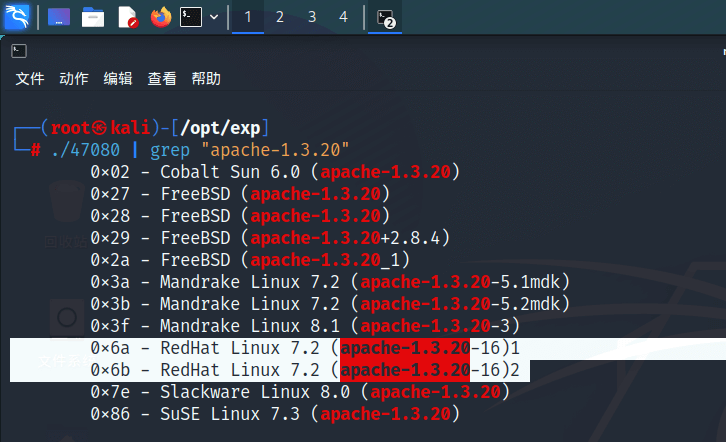 1 2 3 4 2
文件 动作 编辑 查看 帮助
┌──(root㉿kali)-[/opt/exp]
└─# ./47080 | grep "apache-1.3.20"
0×02 - Cobalt Sun 6.0 (apache-1.3.20)
0×27 - FreeBSD (apache-1.3.20)
0×28 - FreeBSD (apache-1.3.20)
0×29 - FreeBSD (apache-1.3.20+2.8.4)
0×2a - FreeBSD (apache-1.3.20_1)
0×3a - Mandrake Linux 7.2 (apache-1.3.20-5.1mdk)
0×3b - Mandrake Linux 7.2 (apache-1.3.20-5.2mdk)
0×3f - Mandrake Linux 8.1 (apache-1.3.20-3)
0×6a - RedHat Linux 7.2 (apache-1.3.20-16)1
0×6b - RedHat Linux 7.2 (apache-1.3.20-16)2
0×7e - Slackware Linux 8.0 (apache-1.3.20)
0×86 - SuSE Linux 7.3 (apache-1.3.20)